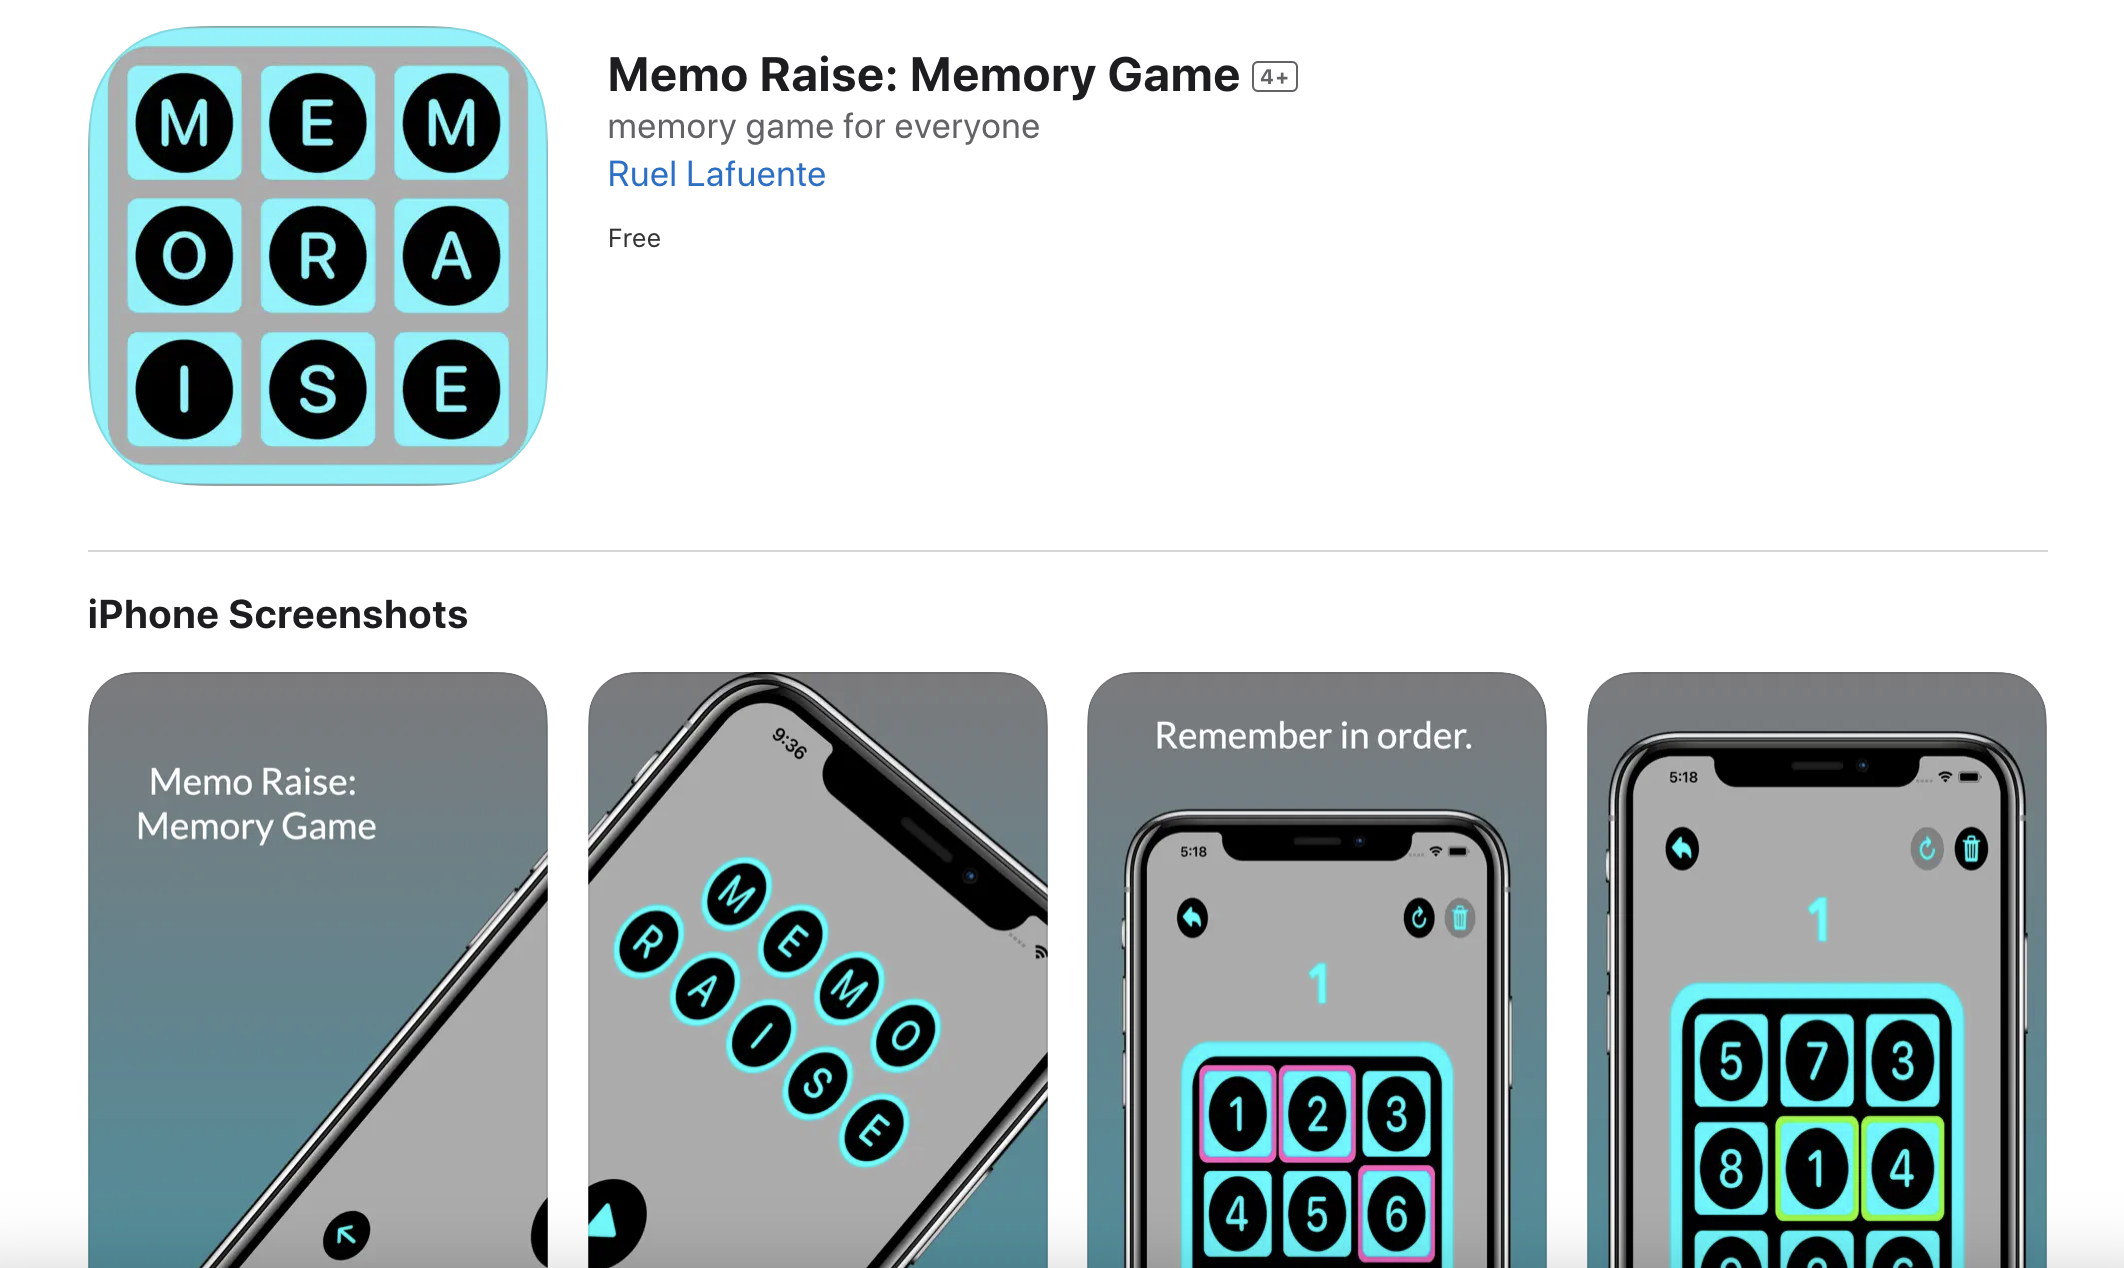 M E M
O R A
I S E
Memo Raise: Memory Game 4+
memory game for everyone
Ruel Lafuente
Free
iPhone Screenshots
Memo Raise:
Memory Game
9:36
MEMO
RAISE
Remember in order.
5:18
1
1 2 3
4 5 6
5:18
1
5 7 3
8 1 4